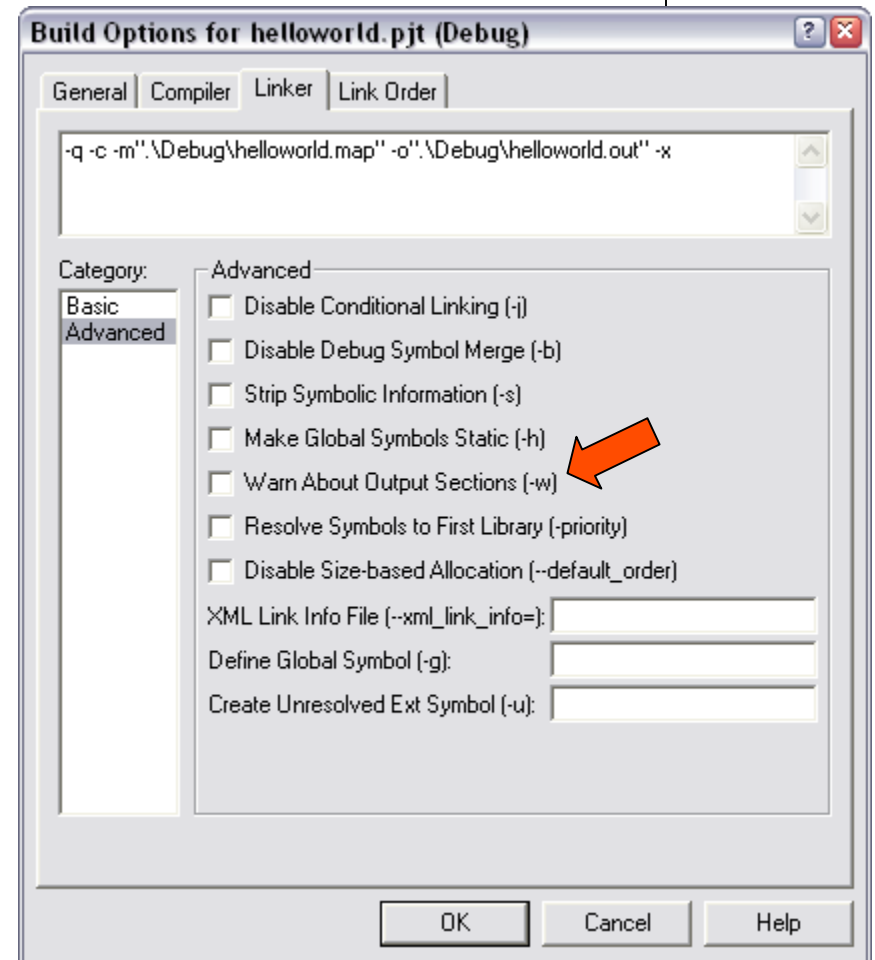 Build Options for helloworld.pjt (Debug)
General
Compiler
Linker
Link Order
-q -c -m".\Debug\helloworld.map" -o".\Debug\helloworld.out" -x
Category:
Basic
Advanced
Advanced
Disable Conditional Linking (-j)
Disable Debug Symbol Merge (-b)
Strip Symbolic Information (-s)
Make Global Symbols Static (-h)
Warn About Output Sections (-w)
Resolve Symbols to First Library (-priority)
Disable Size-based Allocation (--default_order)
XML Link Info File (--xml_link_info=):
Define Global Symbol (-g):
Create Unresolved Ext Symbol (-u):
OK
Cancel
Help